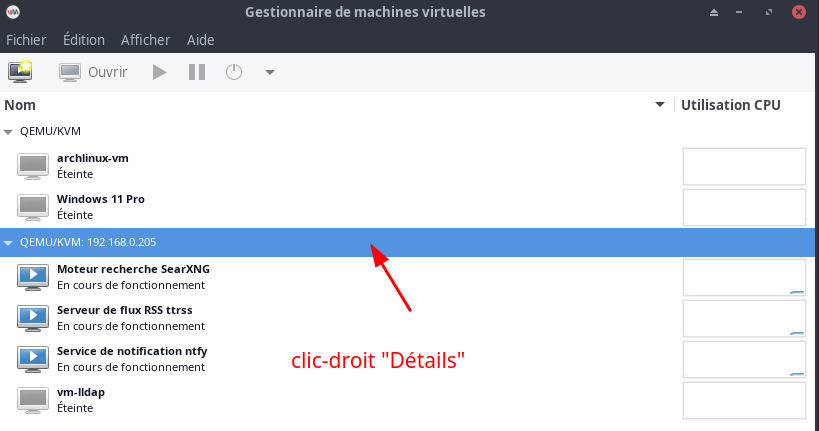 Gestionnaire de machines virtuelles
Fichier Édition Afficher Aide
Ouvrir
Nom Utilisation CPU
QEMU/KVM
archlinux-vm
Éteinte
Windows 11 Pro
Éteinte
QEMU/KVM: 192.168.0.205
Moteur recherche SearXNG
En cours de fonctionnement
Serveur de flux RSS ttrss
En cours de fonctionnement
Service de notification ntfy
En cours de fonctionnement
clic-droit "Détails"
vm-lldap
Éteinte